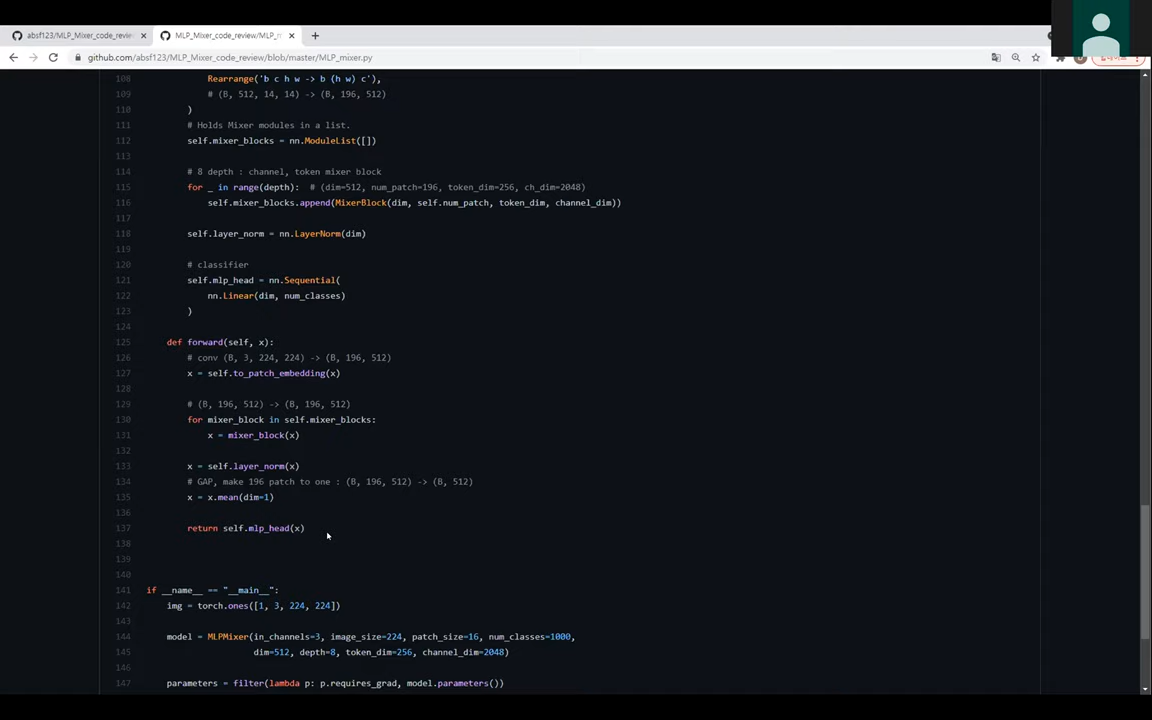 absf123/MLP_Mixer_code_revie
MLP_Mixer_code_review/MLP_m
github.com/absf123/MLP_Mixer_code_review/blob/master/MLP_mixer.py
108 Rearrange('b c h w -> b (h w) c'),
109 # (B, 512, 14, 14) -> (B, 196, 512)
110 )
111 # Holds Mixer modules in a list.
112 self.mixer_blocks = nn.ModuleList([])
113
114 # 8 depth : channel, token mixer block
115 for _ in range(depth):  # (dim=512, num_patch=196, token_dim=256, ch_dim=2048)
116 self.mixer_blocks.append(MixerBlock(dim, self.num_patch, token_dim, channel_dim))
117
118 self.layer_norm = nn.LayerNorm(dim)
119
120 # classifier
121 self.mlp_head = nn.Sequential(
122 nn.Linear(dim, num_classes)
123 )
124
125 def forward(self, x):
126 # conv (B, 3, 224, 224) -> (B, 196, 512)
127 x = self.to_patch_embedding(x)
128
129 # (B, 196, 512) -> (B, 196, 512)
130 for mixer_block in self.mixer_blocks:
131 x = mixer_block(x)
132
133 x = self.layer_norm(x)
134 # GAP, make 196 patch to one : (B, 196, 512) -> (B, 512)
135 x = x.mean(dim=1)
136
137 return self.mlp_head(x)
138
139
140
141 if __name__ == "__main__":
142 img = torch.ones([1, 3, 224, 224])
143
144 model = MLPMixer(in_channels=3, image_size=224, patch_size=16, num_classes=1000,
145 dim=512, depth=8, token_dim=256, channel_dim=2048)
146
147 parameters = filter(lambda p: p.requires_grad, model.parameters())